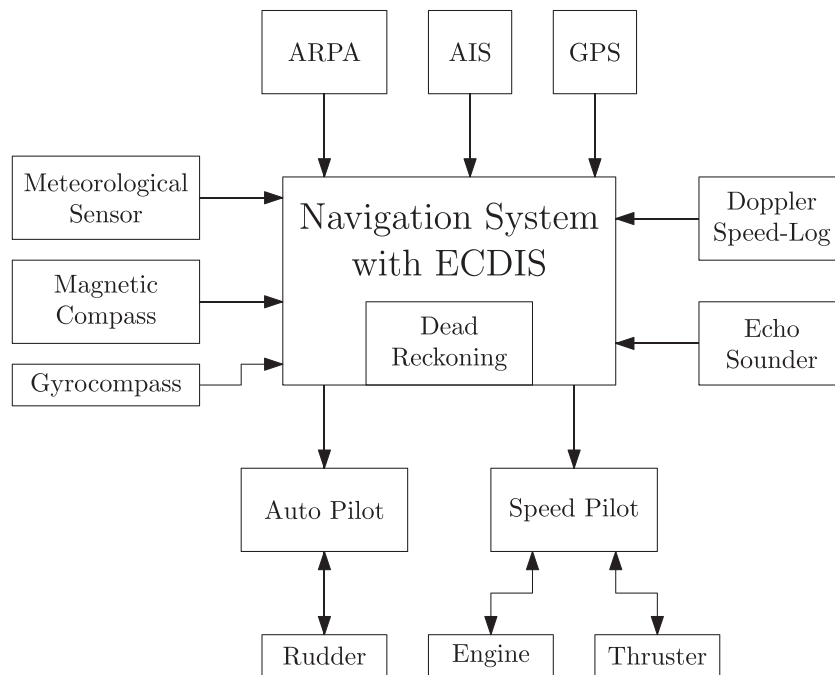 ARPA
AIS
GPS
Meteorological
Sensor
Navigation System
with ECDIS
Doppler
Speed-Log
Magnetic
Compass
Dead
Reckoning
Echo
Sounder
Gyrocompass
Auto Pilot
Speed Pilot
Rudder
Engine
Thruster